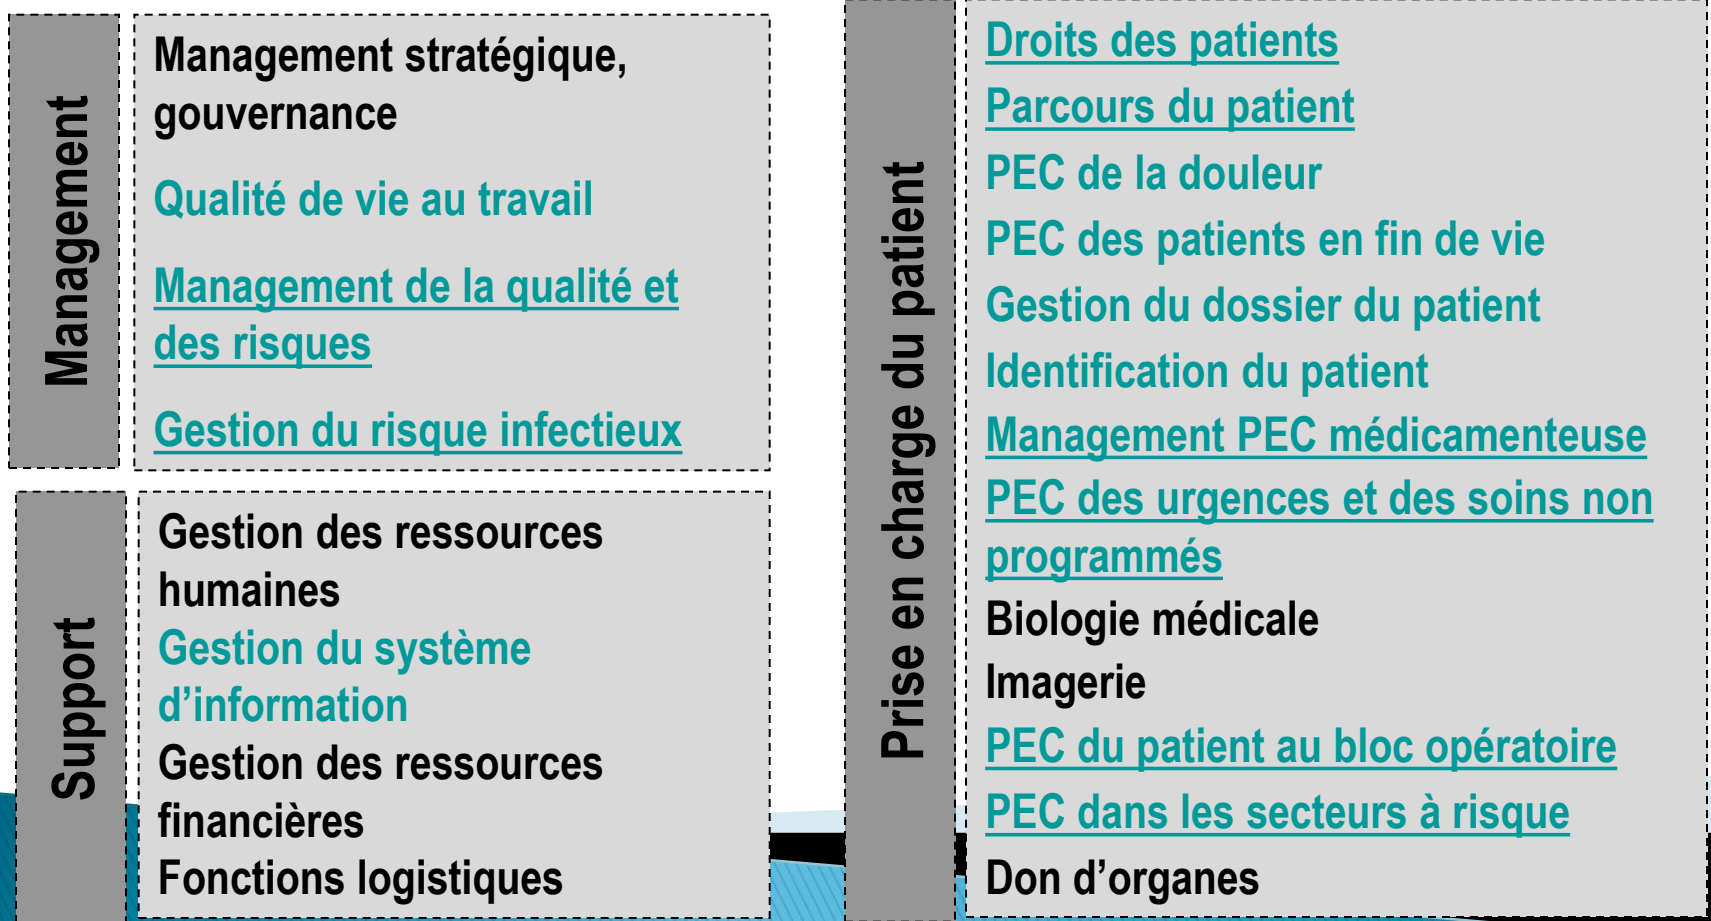 Management
Management stratégique,
gouvernance
Qualité de vie au travail
Management de la qualité et
des risques
Gestion du risque infectieux
Support
Gestion des ressources
humaines
Gestion du système
d’information
Gestion des ressources
financières
Fonctions logistiques
Prise en charge du patient
Droits des patients
Parcours du patient
PEC de la douleur
PEC des patients en fin de vie
Gestion du dossier du patient
Identification du patient
Management PEC médicamenteuse
PEC des urgences et des soins non
programmés
Biologie médicale
Imagerie
PEC du patient au bloc opératoire
PEC dans les secteurs à risque
Don d’organes